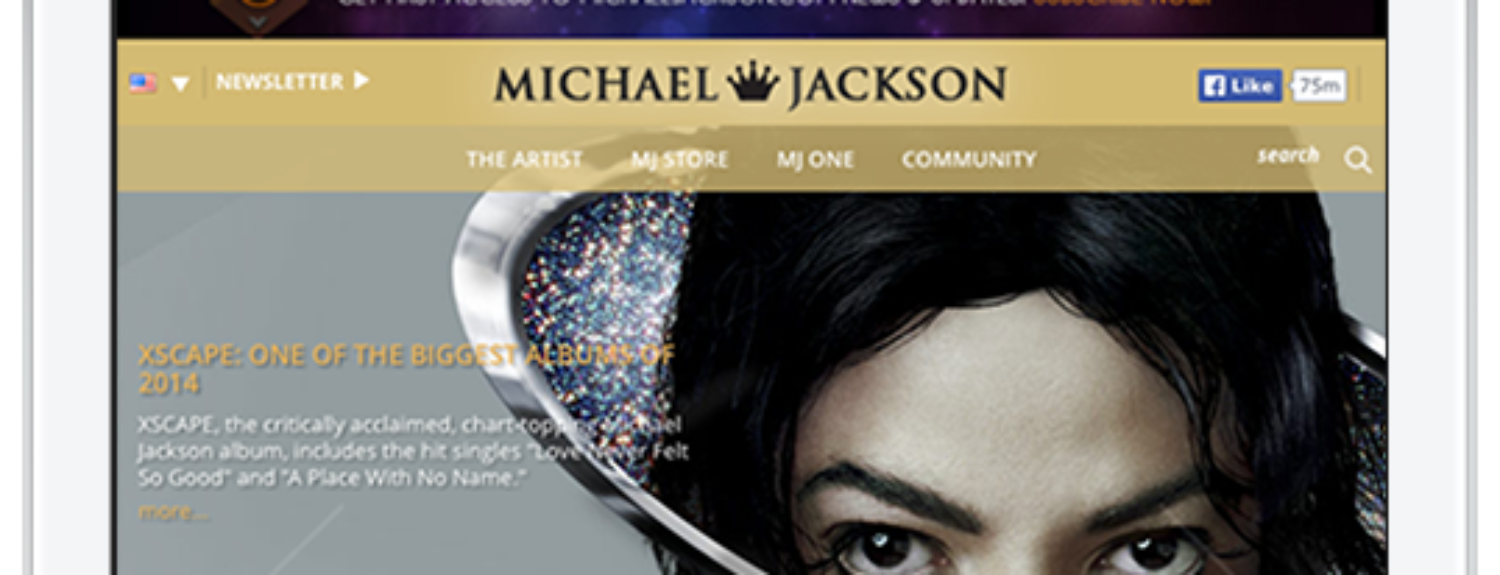 NEWSLETTER
MICHAEL JACKSON
Like
75m
THE ARTIST MJ STORE MJ ONE COMMUNITY
search
XSCAPE: ONE OF THE BIGGEST ALBUMS OF
2014
XSCAPE, the critically acclaimed, chart-topping Michael
Jackson album, includes the hit singles "Love Never Felt
So Good" and "A Place With No Name."
more...